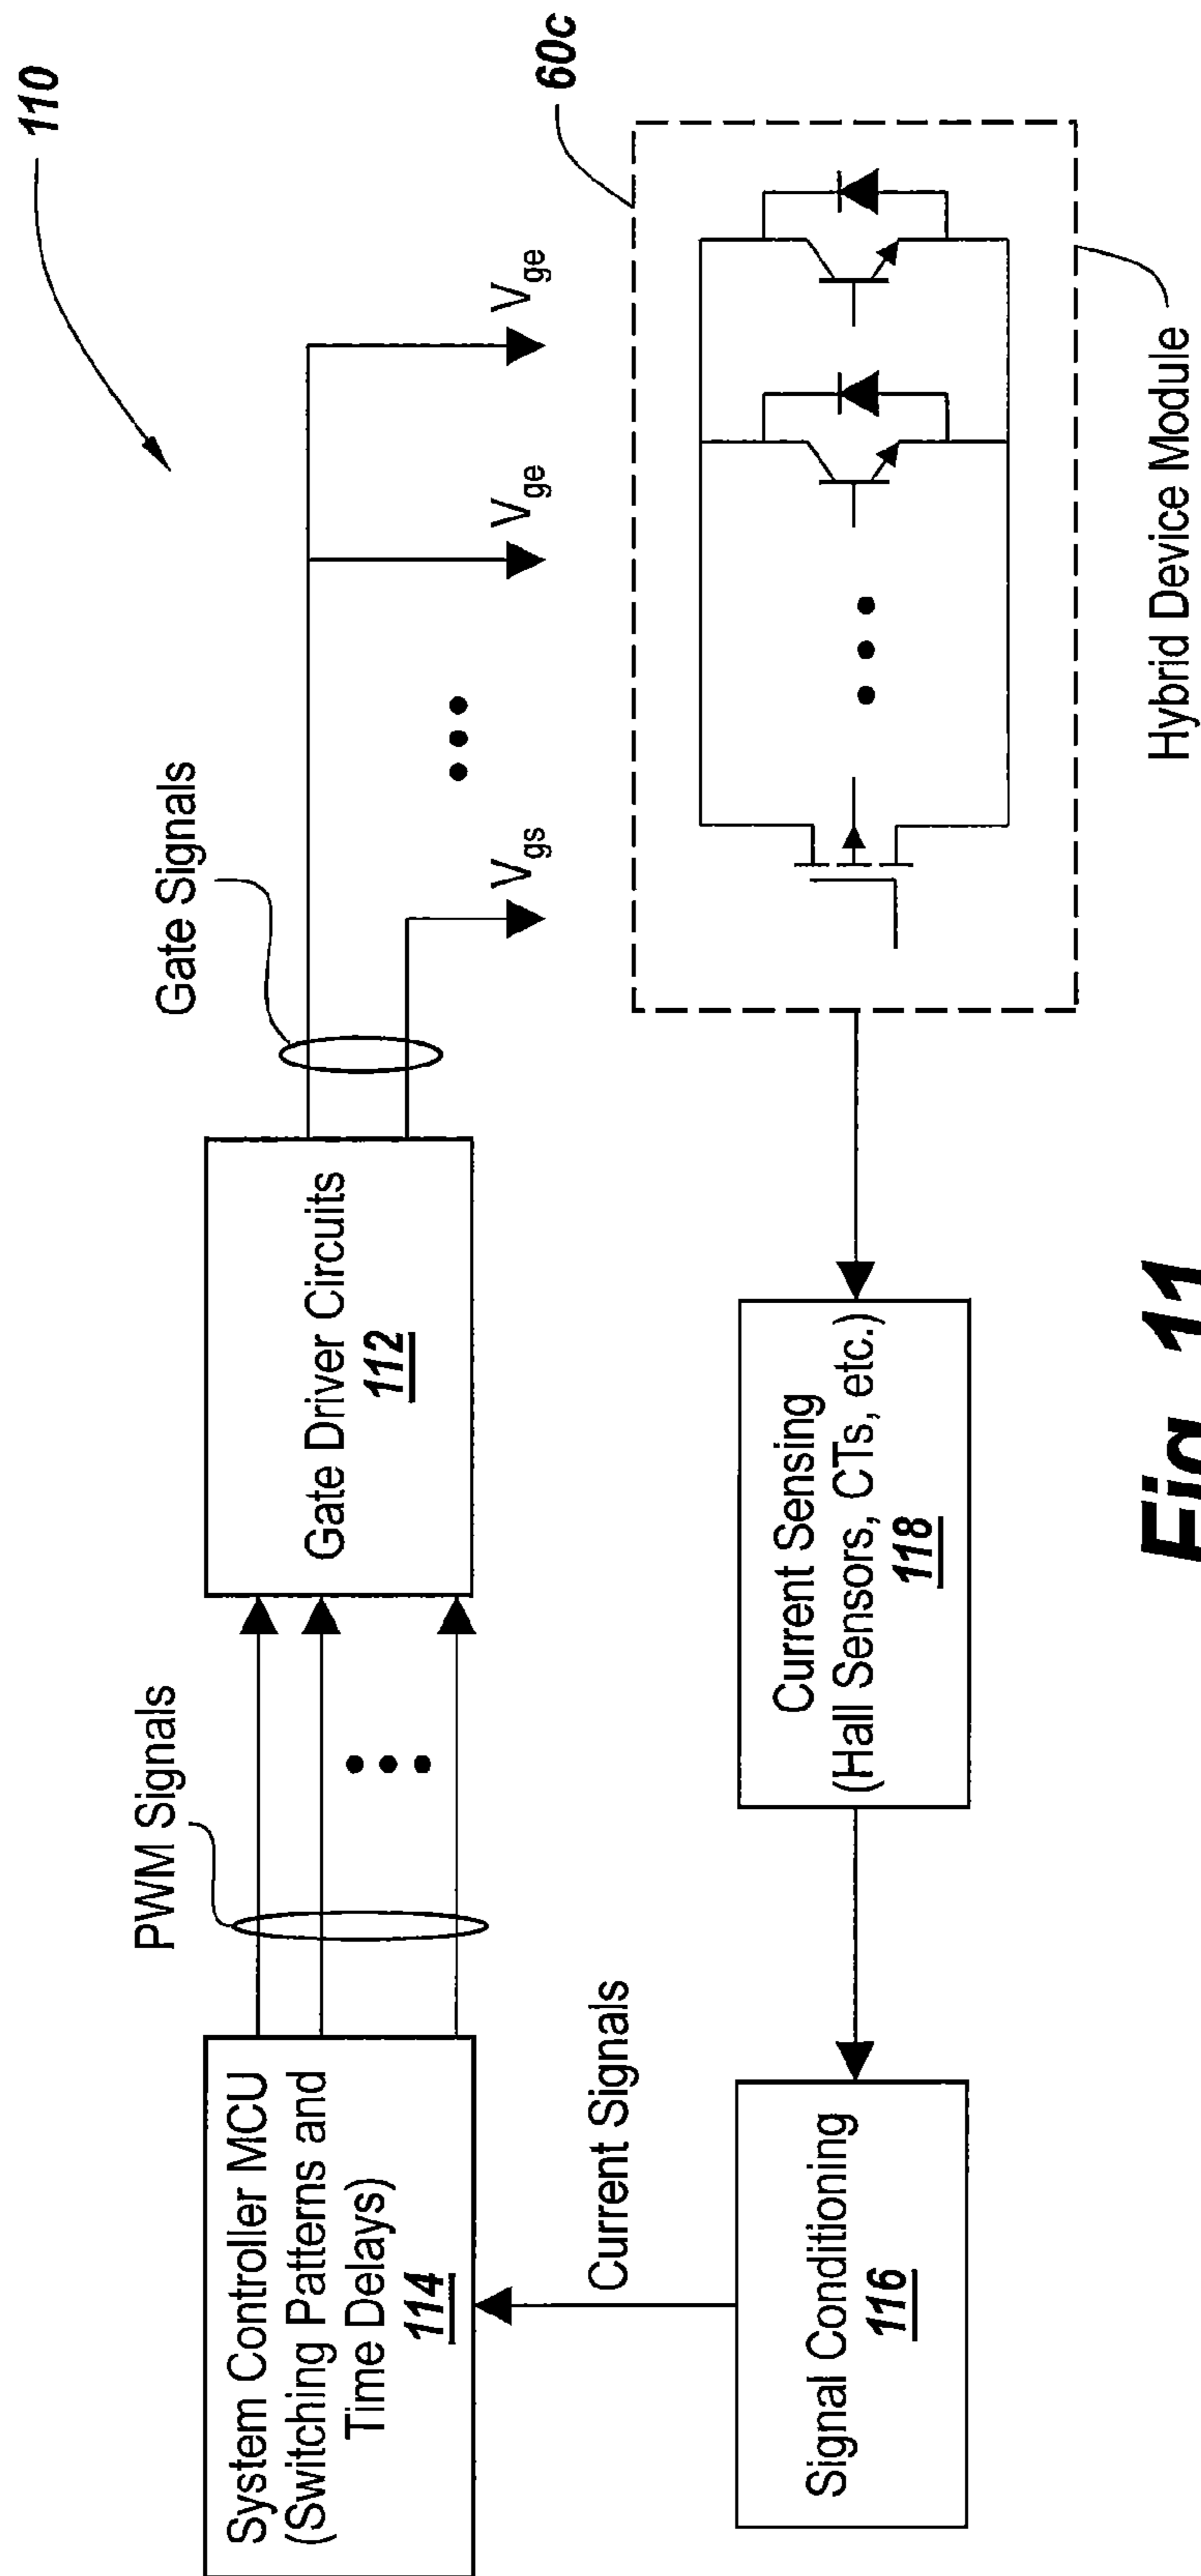 110
System Controller MCU
(Switching Patterns and
Time Delays)
114
PWM Signals
Gate Driver Circuits
112
Gate Signals
Vgs
Vge
Vge
60c
Hybrid Device Module
Current Sensing
(Hall Sensors, CTs, etc.)
118
Signal Conditioning
116
Current Signals
Fig. 11